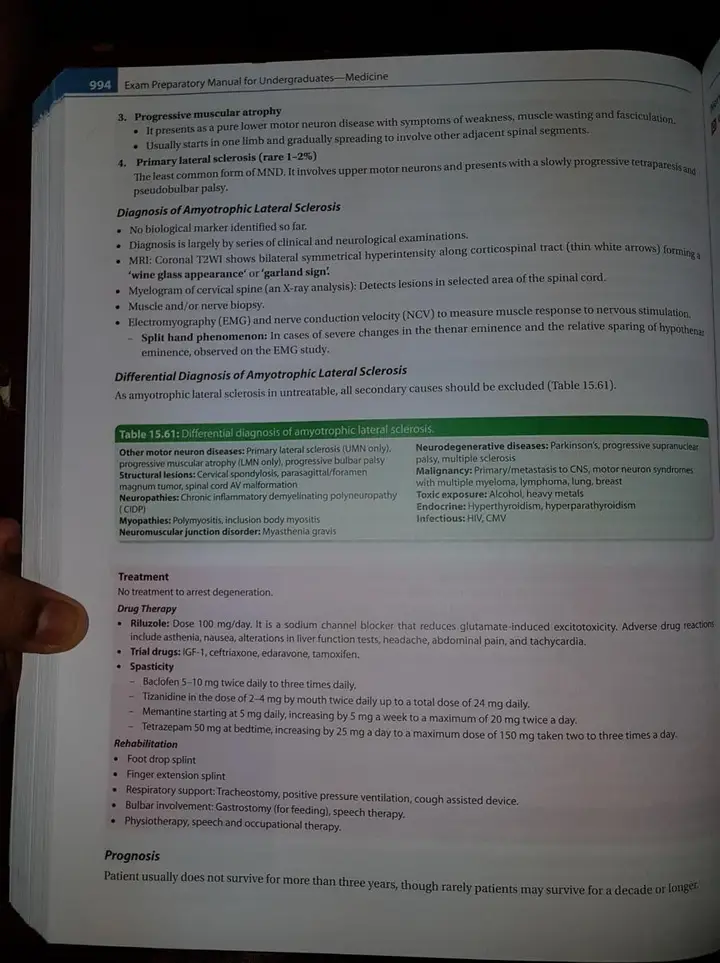 994 Exam Preparatory Manual for Undergraduates—Medicine
3. Progressive muscular atrophy
• It presents as a pure lower motor neuron disease with symptoms of weakness, muscle wasting and fasciculation.
• Usually starts in one limb and gradually spreading to involve other adjacent spinal segments.
4. Primary lateral sclerosis (rare 1–2%)
The least common form of MND. It involves upper motor neurons and presents with a slowly progressive tetraparesis and
pseudobulbar palsy.
Diagnosis of Amyotrophic Lateral Sclerosis
• No biological marker identified so far.
• Diagnosis is largely by series of clinical and neurological examinations.
• MRI: Coronal T2WI shows bilateral symmetrical hyperintensity along corticospinal tract (thin white arrows) forming a
'wine glass appearance' or 'garland sign'.
• Myelogram of cervical spine (an X-ray analysis): Detects lesions in selected area of the spinal cord.
• Muscle and/or nerve biopsy.
• Electromyography (EMG) and nerve conduction velocity (NCV) to measure muscle response to nervous stimulation.
– Split hand phenomenon: In cases of severe changes in the thenar eminence and the relative sparing of hypothenar
eminence, observed on the EMG study.
Differential Diagnosis of Amyotrophic Lateral Sclerosis
As amyotrophic lateral sclerosis in untreatable, all secondary causes should be excluded (Table 15.61).
Table 15.61: Differential diagnosis of amyotrophic lateral sclerosis.
Other motor neuron diseases: Primary lateral sclerosis (UMN only),
progressive muscular atrophy (LMN only), progressive bulbar palsy
Structural lesions: Cervical spondylosis, parasagittal/foramen
magnum tumor, spinal cord AV malformation
Neuropathies: Chronic inflammatory demyelinating polyneuropathy
(CIDP)
Myopathies: Polymyositis, inclusion body myositis
Neuromuscular junction disorder: Myasthenia gravis
Neurodegenerative diseases: Parkinson's, progressive supranuclear
palsy, multiple sclerosis
Malignancy: Primary/metastasis to CNS, motor neuron syndromes
with multiple myeloma, lymphoma, lung, breast
Toxic exposure: Alcohol, heavy metals
Endocrine: Hyperthyroidism, hyperparathyroidism
Infectious: HIV, CMV
Treatment
No treatment to arrest degeneration.
Drug Therapy
• Riluzole: Dose 100 mg/day. It is a sodium channel blocker that reduces glutamate-induced excitotoxicity. Adverse drug reactions
include asthenia, nausea, alterations in liver function tests, headache, abdominal pain, and tachycardia.
• Trial drugs: IGF-1, ceftriaxone, edaravone, tamoxifen.
• Spasticity
– Baclofen 5–10 mg twice daily to three times daily.
– Tizanidine in the dose of 2–4 mg by mouth twice daily up to a total dose of 24 mg daily.
– Memantine starting at 5 mg daily, increasing by 5 mg a week to a maximum of 20 mg twice a day.
– Tetrazepam 50 mg at bedtime, increasing by 25 mg a day to a maximum dose of 150 mg taken two to three times a day.
Rehabilitation
• Foot drop splint
• Finger extension splint
• Respiratory support: Tracheostomy, positive pressure ventilation, cough assisted device.
• Bulbar involvement: Gastrostomy (for feeding), speech therapy.
• Physiotherapy, speech and occupational therapy.
Prognosis
Patient usually does not survive for more than three years, though rarely patients may survive for a decade or longer.